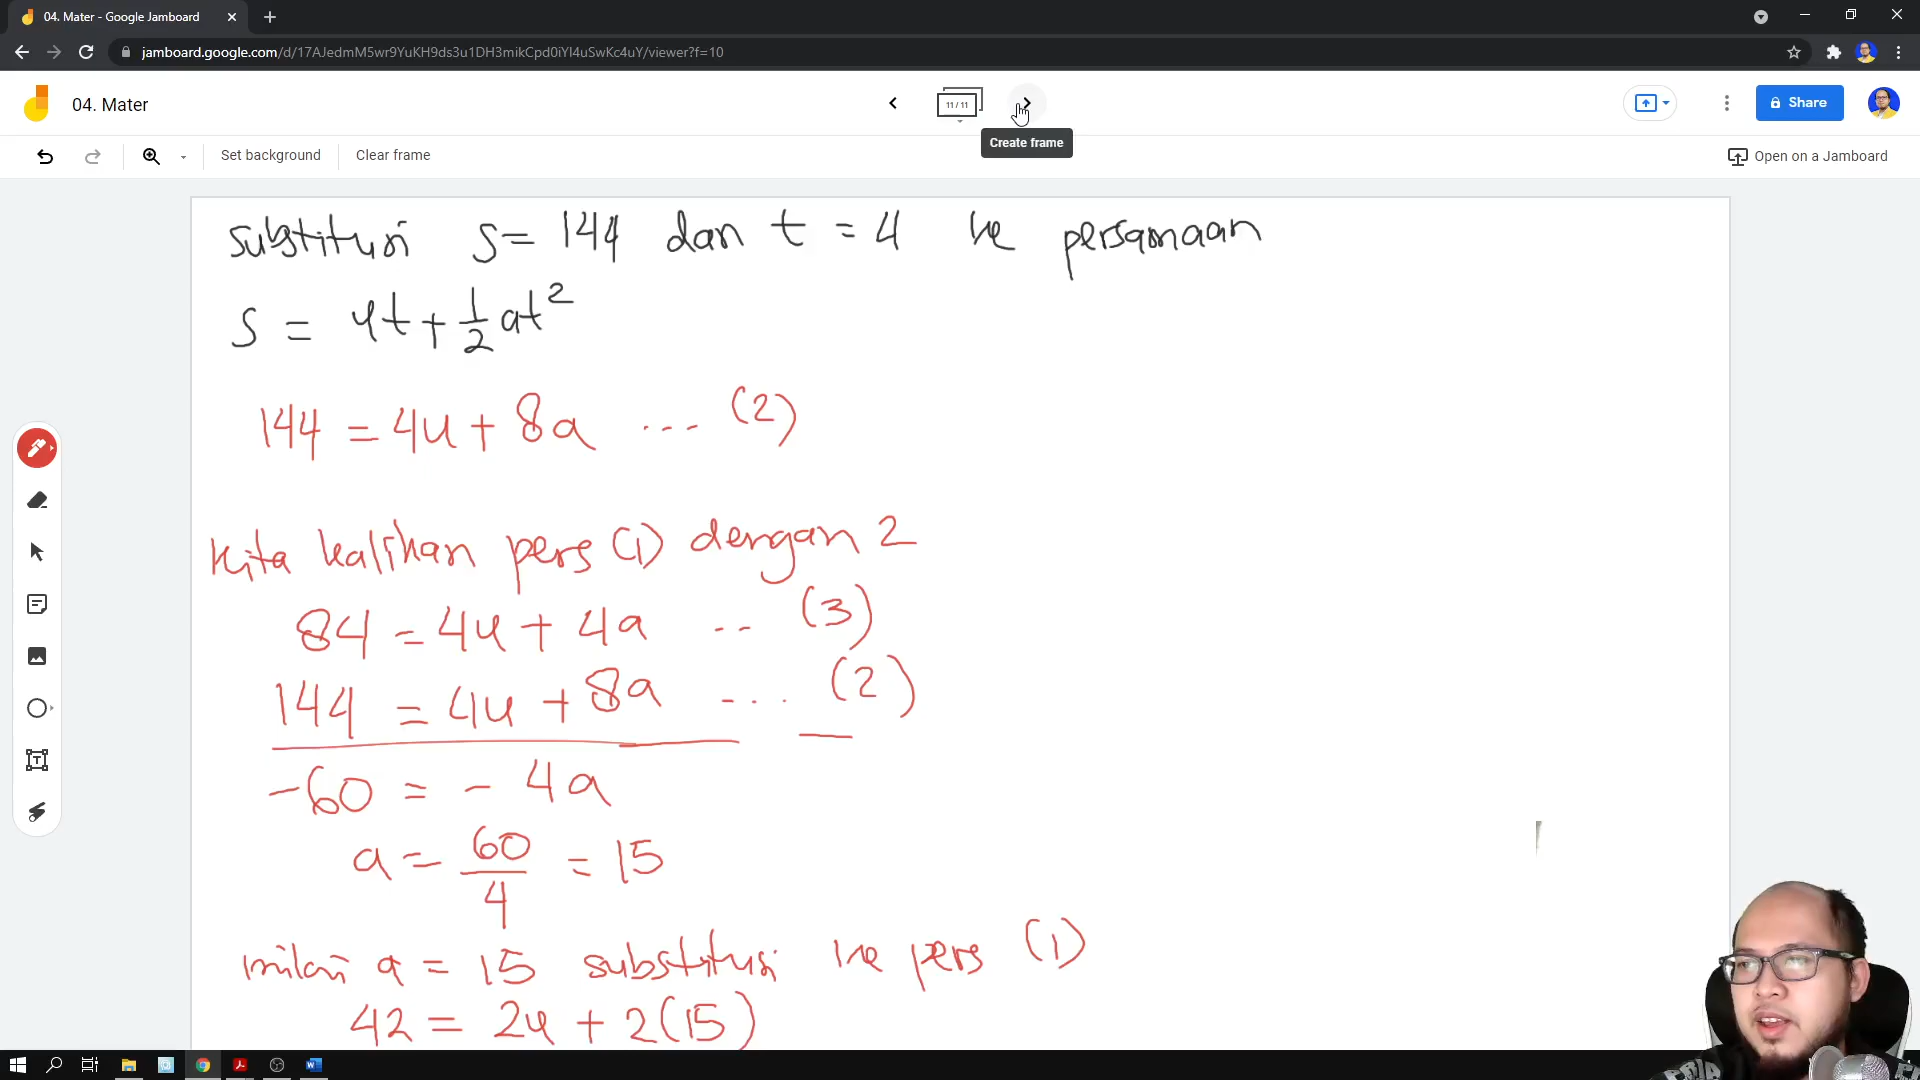 04. Mater - Google Jamboard
jamboard.google.com/d/17AJedmM5wr9YuKH9ds3u1DH3mikCpd0iYI4uSwKc4uY/viewer?f=10
04. Mater
11 / 11
Share
Create frame
Set background
Clear frame
Open on a Jamboard
substitusi s = 144 dan t = 4 ke persamaan
s = ut + 1/2 at²
144 = 4u + 8a ... (2)
Kita kalikan pers (1) dengan 2
84 = 4u + 4a .. (3)
144 = 4u + 8a ... (2)
-60 = - 4a
a = 60/4 = 15
nilai a = 15 substitusi ke pers (1)
42 = 2u + 2(15)